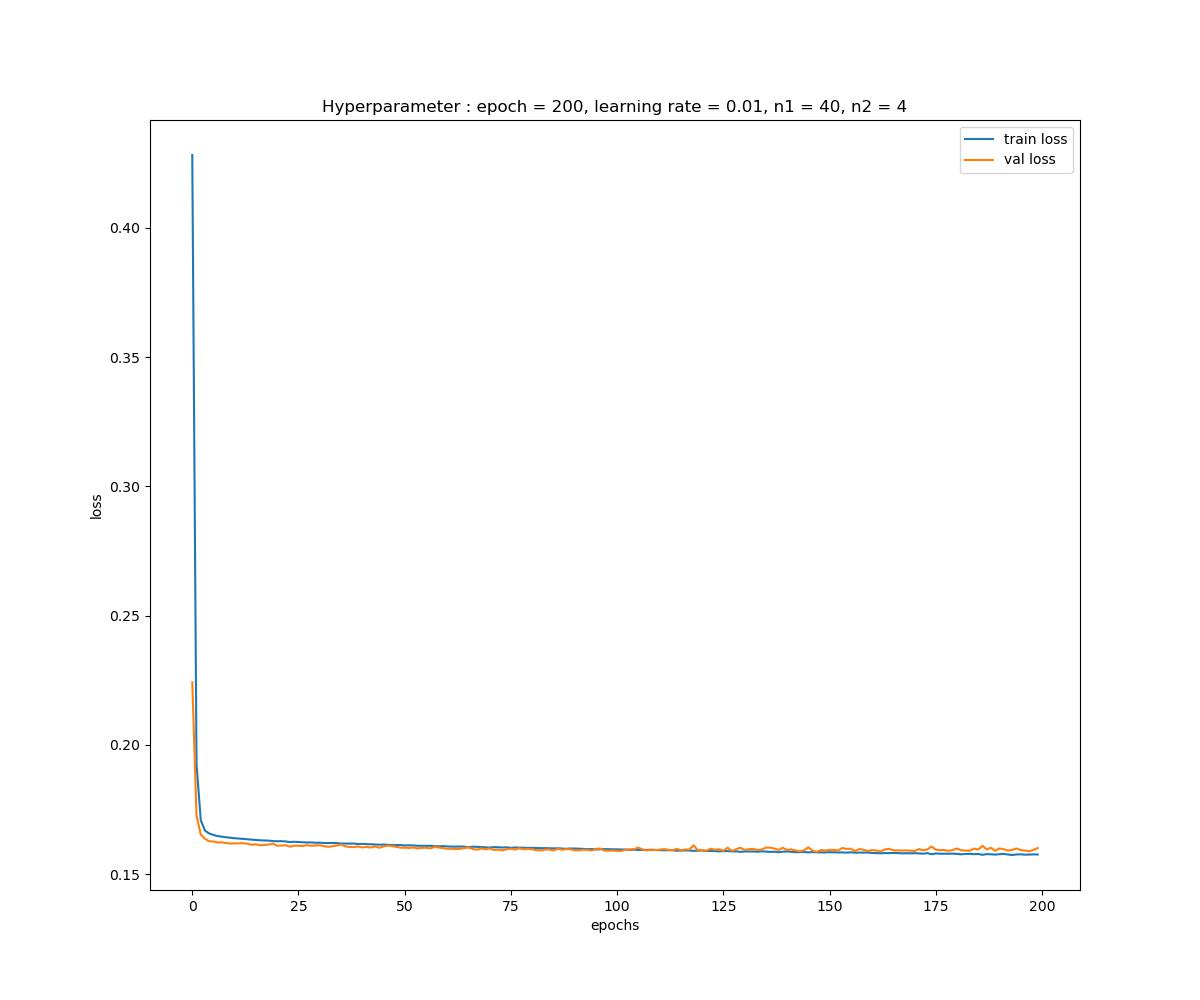 Hyperparameter : epoch = 200, learning rate = 0.01, n1 = 40, n2 = 4
train loss
val loss
0.40
0.35
0.30
0.25
0.20
0.15
loss
0 25 50 75 100 125 150 175 200
epochs